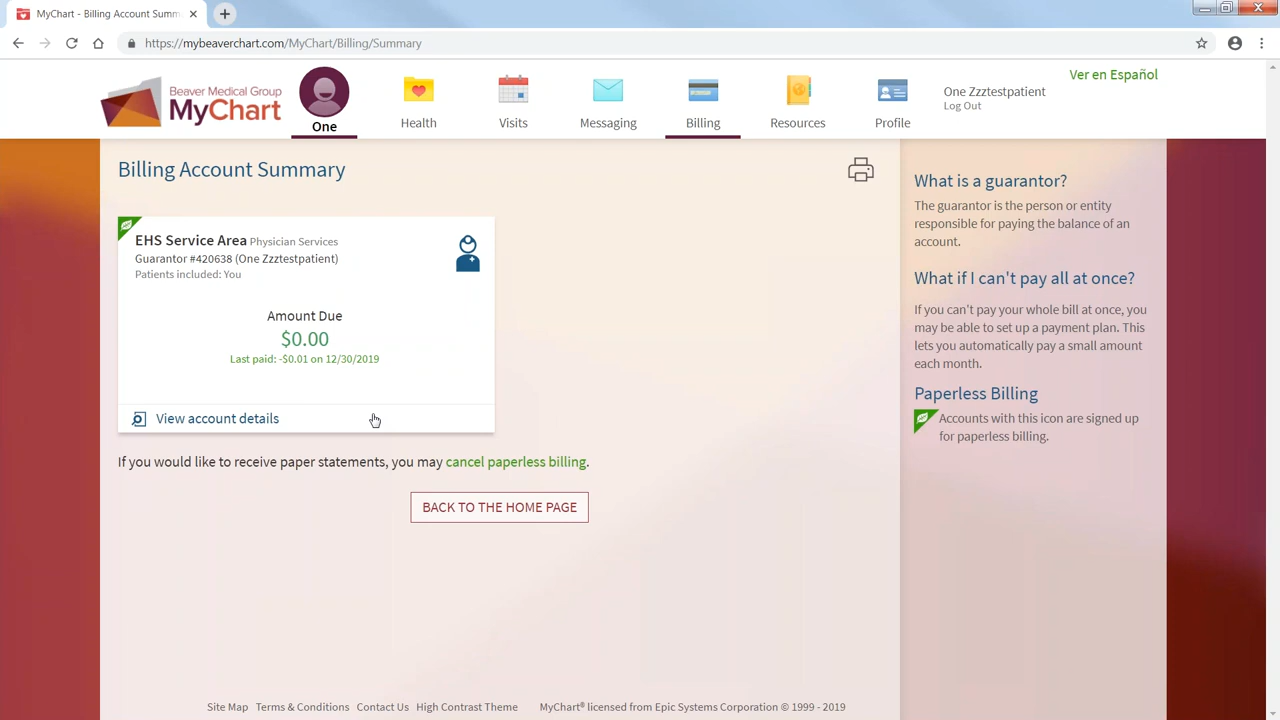 MyChart - Billing Account Summ
https://mybeaverchart.com/MyChart/Billing/Summary
Beaver Medical Group
MyChart
One
Health
Visits
Messaging
Billing
Resources
Profile
One Zzztestpatient
Log Out
Ver en Español
Billing Account Summary
EHS Service Area Physician Services
Guarantor #420638 (One Zzztestpatient)
Patients included: You
Amount Due
$0.00
Last paid: -$0.01 on 12/30/2019
View account details
If you would like to receive paper statements, you may cancel paperless billing.
BACK TO THE HOME PAGE
What is a guarantor?
The guarantor is the person or entity
responsible for paying the balance of an
account.
What if I can't pay all at once?
If you can't pay your whole bill at once, you
may be able to set up a payment plan. This
lets you automatically pay a small amount
each month.
Paperless Billing
Accounts with this icon are signed up
for paperless billing.
Site Map Terms & Conditions Contact Us High Contrast Theme MyChart® licensed from Epic Systems Corporation © 1999 - 2019